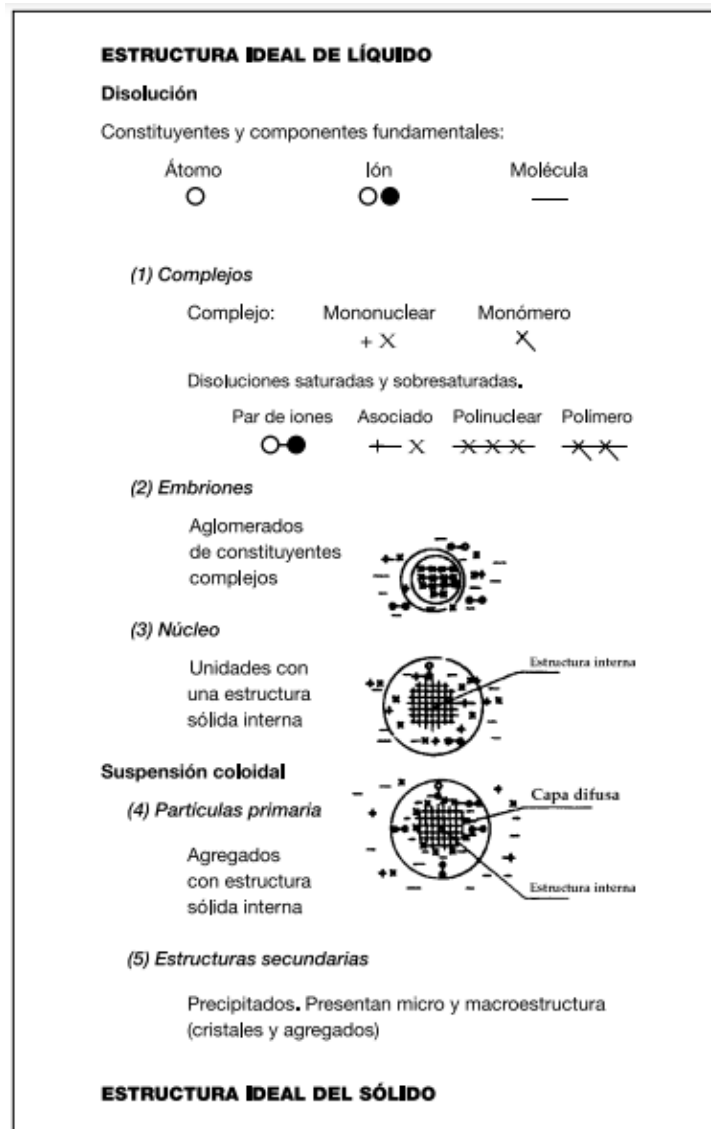 ESTRUCTURA IDEAL DE LÍQUIDO
Disolución
Constituyentes y componentes fundamentales:
Átomo Ión Molécula
(1) Complejos
Complejo: Mononuclear Monómero
Disoluciones saturadas y sobresaturadas.
Par de iones Asociado Polinuclear Polímero
(2) Embriones
Aglomerados
de constituyentes
complejos
(3) Núcleo
Unidades con
una estructura
sólida interna
Estructura interna
Suspensión coloidal
(4) Partículas primaria
Capa difusa
Agregados
con estructura
sólida interna
Estructura interna
(5) Estructuras secundarias
Precipitados. Presentan micro y macroestructura
(cristales y agregados)
ESTRUCTURA IDEAL DEL SÓLIDO